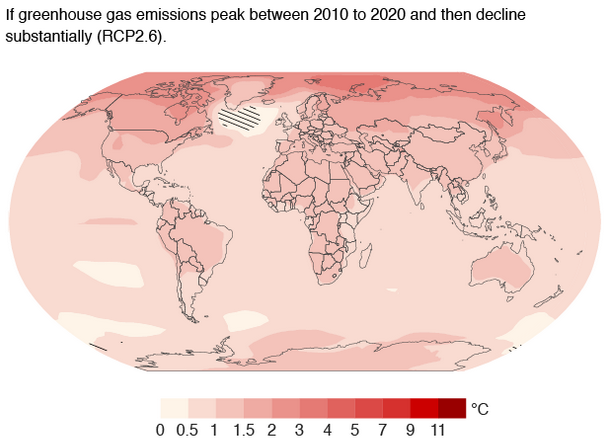 If greenhouse gas emissions peak between 2010 to 2020 and then decline
substantially (RCP2.6).
°C
0 0.5 1 1.5 2 3 4 5 7 9 11